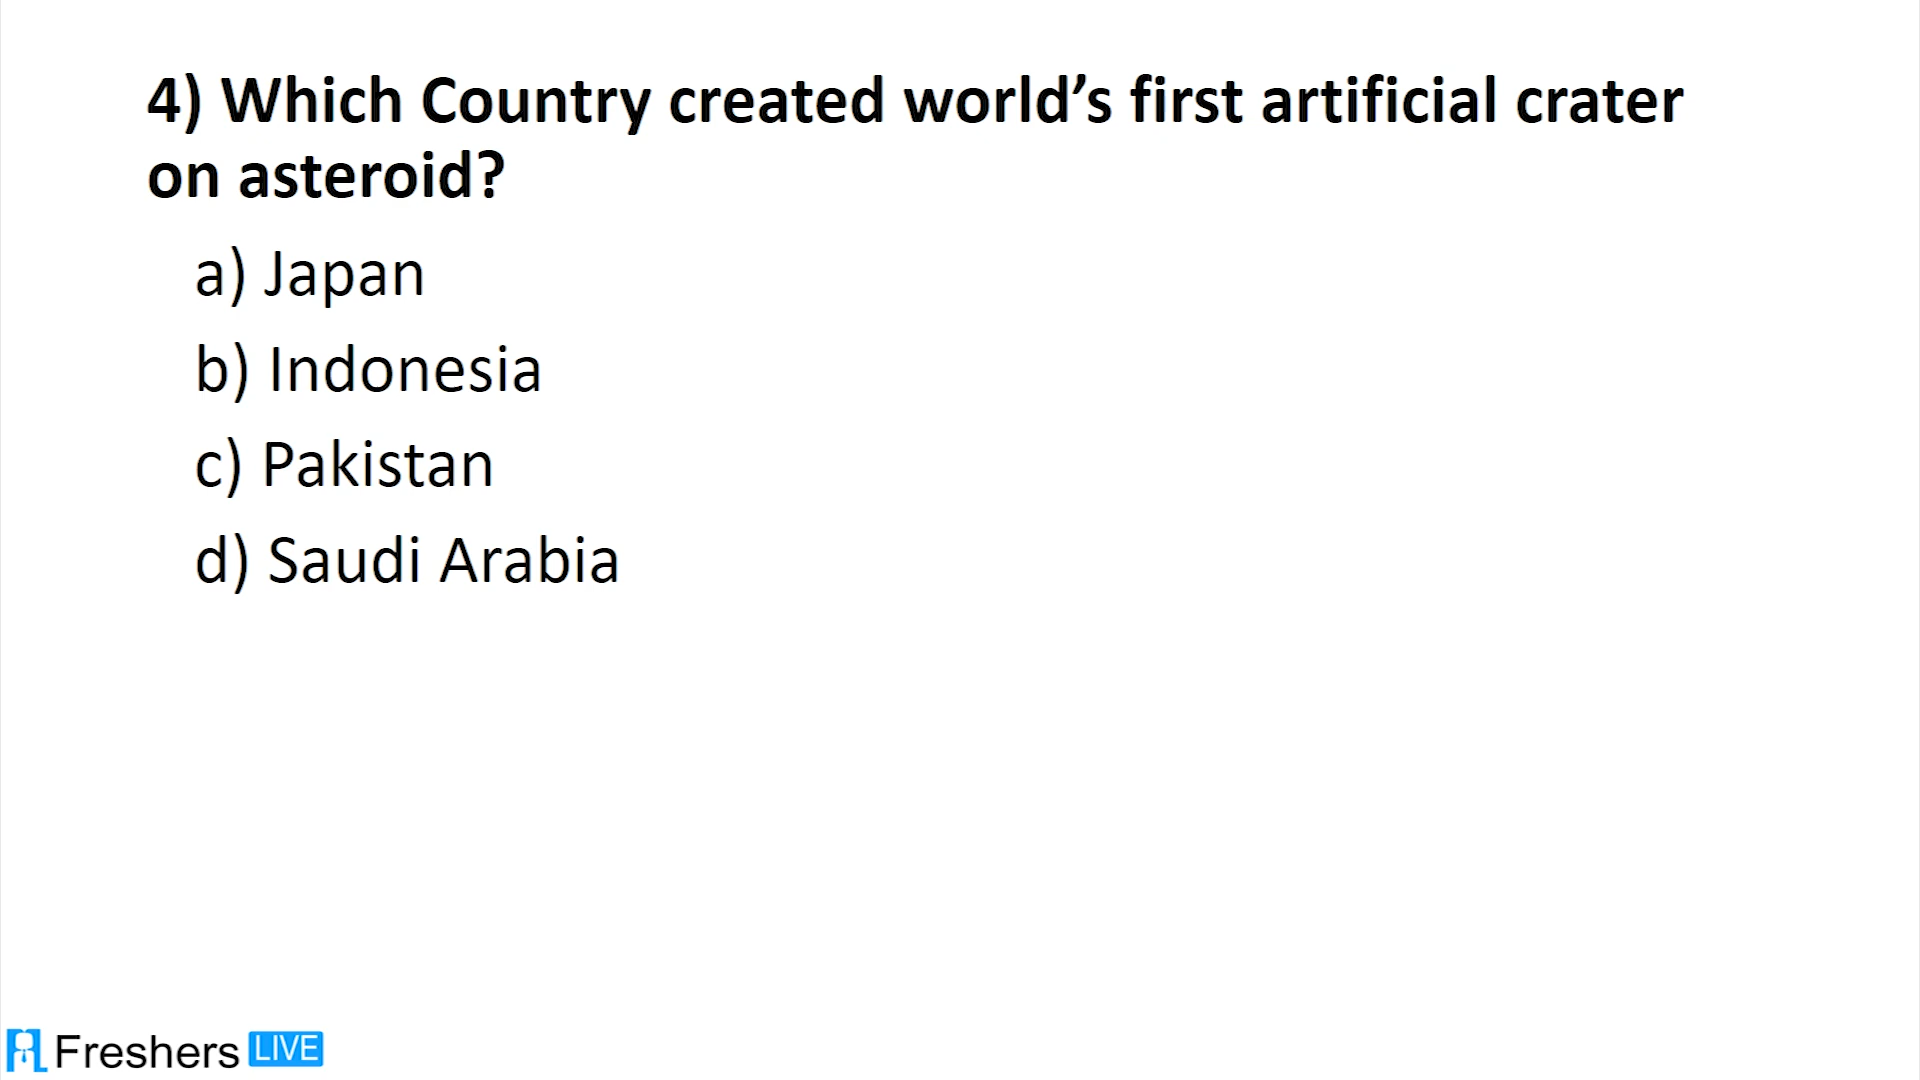 4) Which Country created world’s first artificial crater
on asteroid?
a) Japan
b) Indonesia
c) Pakistan
d) Saudi Arabia
Freshers LIVE